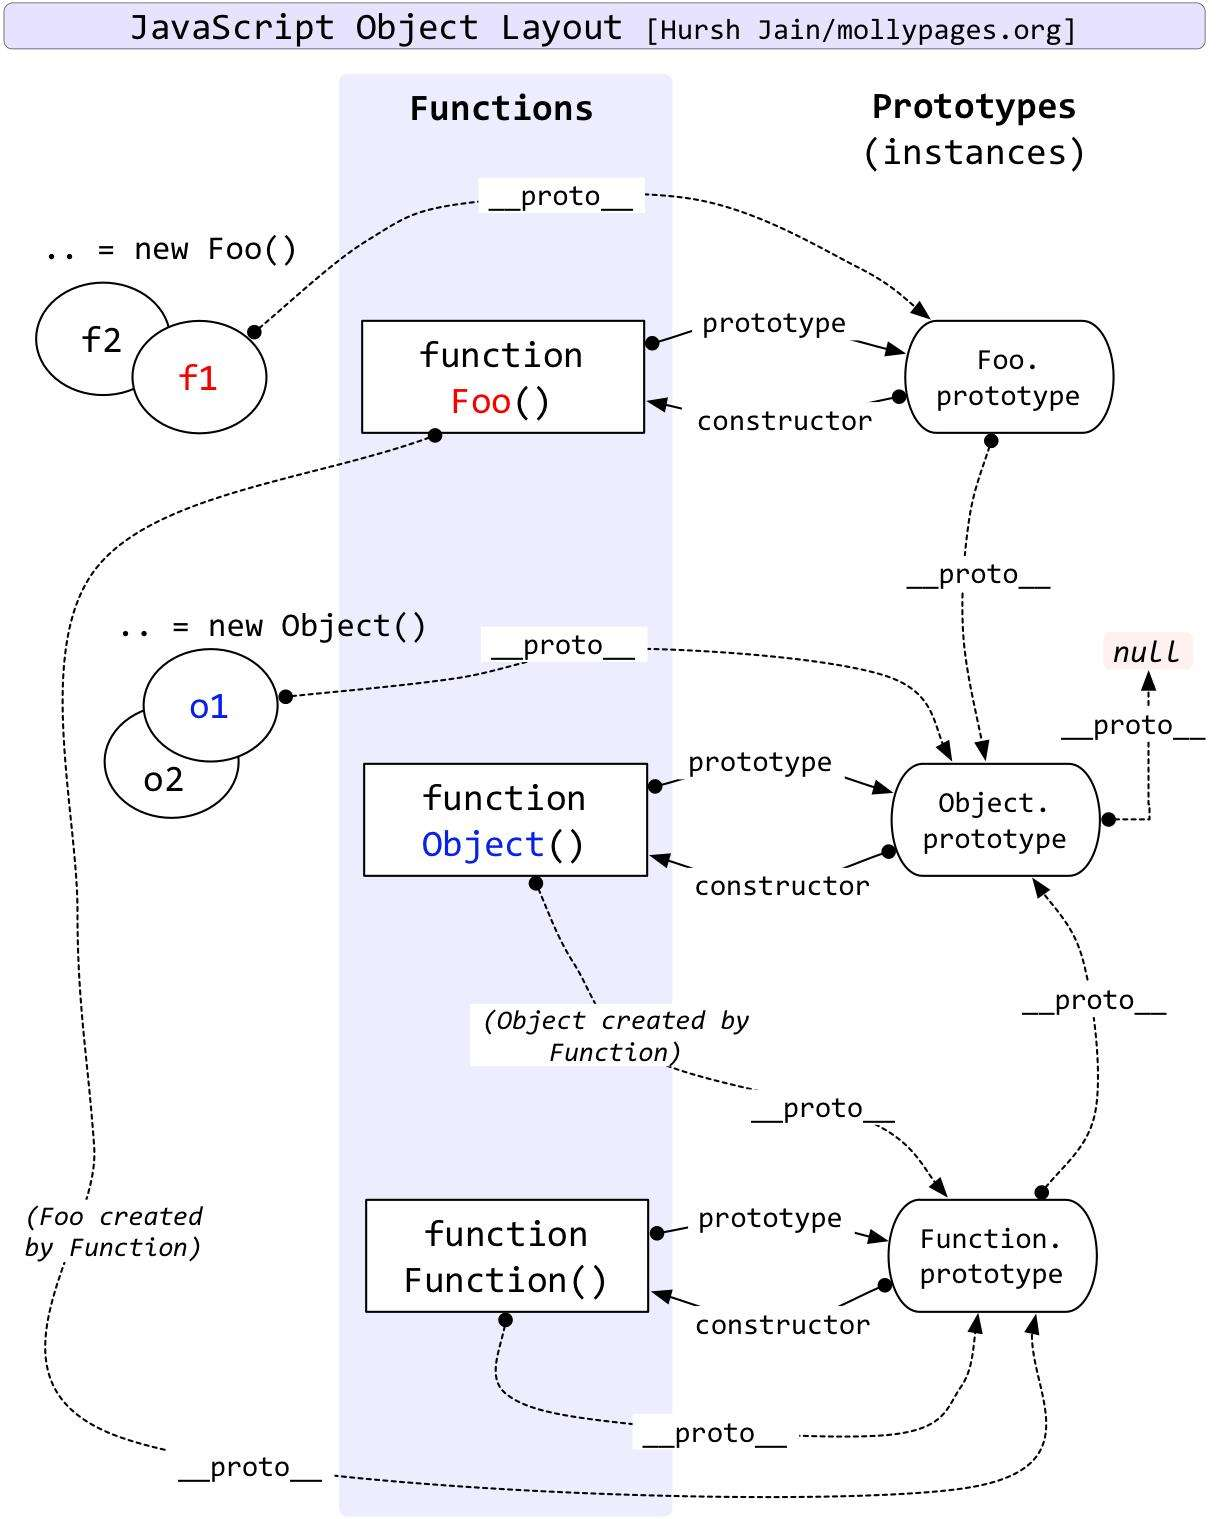 JavaScript Object Layout [Hursh Jain/mollypages.org]
Functions
Prototypes
(instances)
__proto__
.. = new Foo()
f2
f1
function
Foo()
prototype
constructor
Foo.
prototype
__proto__
.. = new Object()
__proto__
null
__proto__
o1
o2
function
Object()
prototype
constructor
Object.
prototype
__proto__
(Object created by
Function)
__proto__
(Foo created
by Function)
function
Function()
prototype
constructor
Function.
prototype
__proto__
__proto__